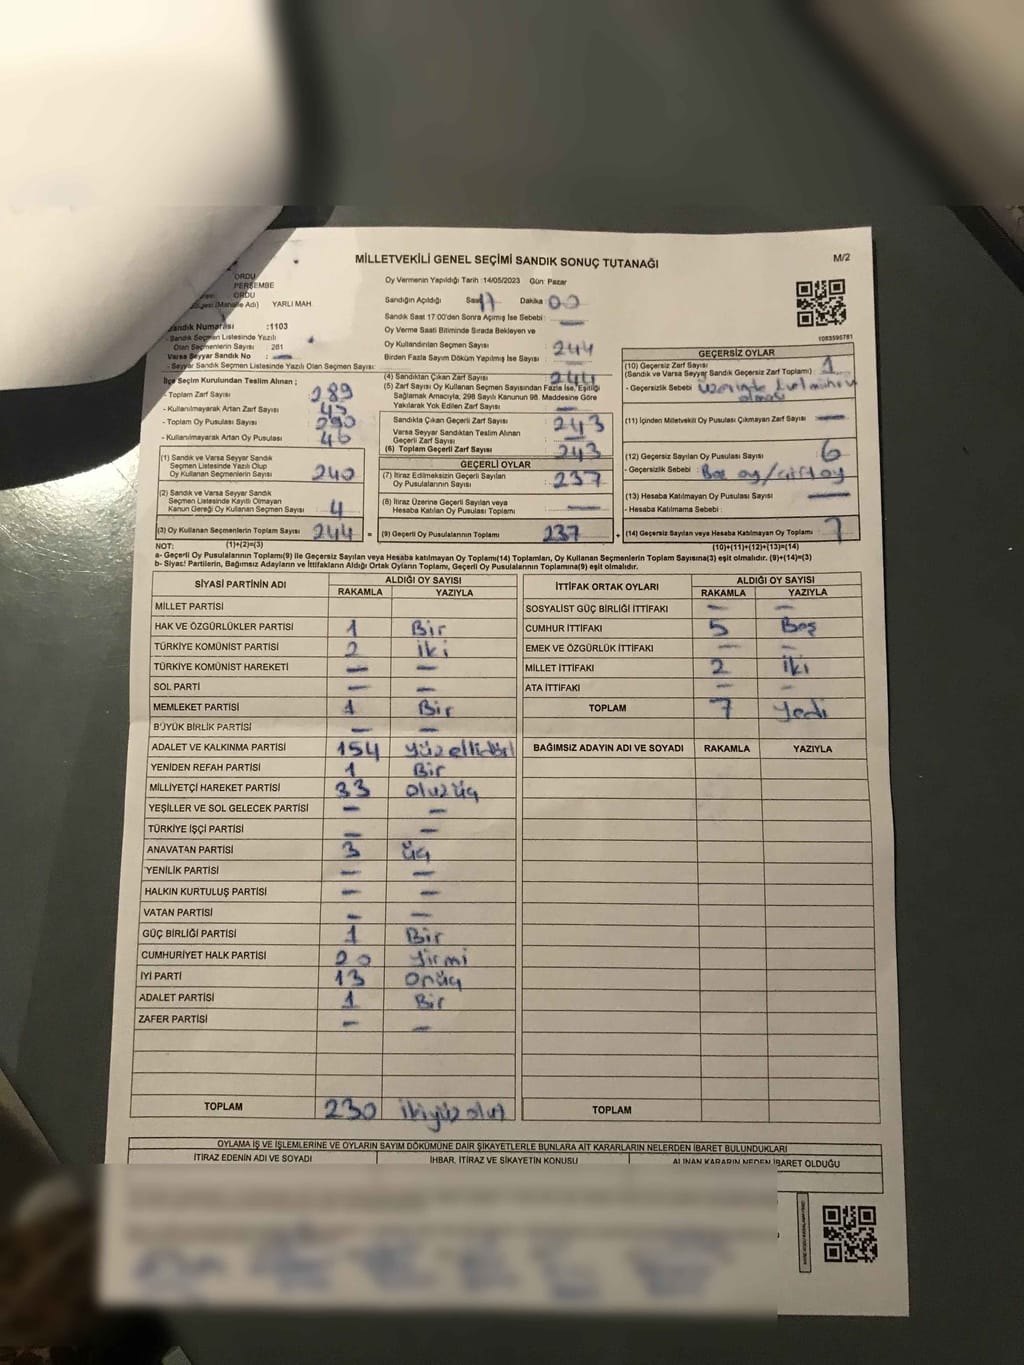 MİLLETVEKİLİ GENEL SEÇİMİ SANDIK SONUÇ TUTANAĞI
M/2
ORDU
PERŞEMBE
ORDU
(Mahalle Adı) YARLI MAH.
Sandık Numarası :1103
- Sandık Seçmen Listesinde Yazılı
Olan Seçmenlerin Sayısı 281
Varsa Seyyar Sandık No : —
- Seyyar Sandık Seçmen Listesinde Yazılı Olan Seçmen Sayısı:
İlçe Seçim Kurulundan Teslim Alınan ;
- Toplam Zarf Sayısı : 289
- Kullanılmayarak Artan Zarf Sayısı : 45
- Toplam Oy Pusulası Sayısı : 290
- Kullanılmayarak Artan Oy Pusulası : 46
(1) Sandık ve Varsa Seyyar Sandık
Seçmen Listesinde Yazılı Olup
Oy Kullanan Seçmenlerin Sayısı : 240
(2) Sandık ve Varsa Seyyar Sandık
Seçmen Listesinde Kayıtlı Olmayan
Kanun Gereği Oy Kullanan Seçmen Sayısı : 4
(3) Oy Kullanan Seçmenlerin Toplam Sayısı : 244
Oy Vermenin Yapıldığı Tarih :14/05/2023 Gün: Pazar
Sandığın Açıldığı Saat 17 Dakika 00
Sandık Saat 17:00'den Sonra Açılmış İse Sebebi : —
Oy Verme Saati Bitiminde Sırada Bekleyen ve
Oy Kullandırılan Seçmen Sayısı : 244
Birden Fazla Sayım Döküm Yapılmış İse Sayısı : —
(4) Sandıktan Çıkan Zarf Sayısı : 244
(5) Zarf Sayısı Oy Kullanan Seçmen Sayısından Fazla İse, Eşitliği
Sağlamak Amacıyla, 298 Sayılı Kanunun 98. Maddesine Göre
Yakılarak Yok Edilen Zarf Sayısı : —
Sandıkta Çıkan Geçerli Zarf Sayısı : 243
Varsa Seyyar Sandıktan Teslim Alınan
Geçerli Zarf Sayısı : —
(6) Toplam Geçerli Zarf Sayısı : 243
GEÇERLİ OYLAR
(7) İtiraz Edilmeksizin Geçerli Sayılan
Oy Pusulalarının Sayısı : 237
(8) İtiraz Üzerine Geçerli Sayılan veya
Hesaba Katılan Oy Pusulası Toplamı : —
= (9) Geçerli Oy Pusulalarının Toplamı 237 +
1083595781
GEÇERSİZ OYLAR
(10) Geçersiz Zarf Sayısı
(Sandık ve Varsa Seyyar Sandık Geçersiz Zarf Toplamı) : 1
- Geçersizlik Sebebi : Üzerinde olması
(11) İçinden Milletvekili Oy Pusulası Çıkmayan Zarf Sayısı : —
(12) Geçersiz Sayılan Oy Pusulası Sayısı : 6
- Geçersizlik Sebebi : Boş oy/çift oy
(13) Hesaba Katılmayan Oy Pusulası Sayısı : —
- Hesaba Katılmama Sebebi :
(14) Geçersiz Sayılan veya Hesaba Katılmayan Oy Toplamı : 7
NOT: (1)+(2)=(3)
(10)+(11)+(12)+(13)=(14)
a- Geçerli Oy Pusulalarının Toplamı(9) İle Geçersiz Sayılan veya Hesaba katılmayan Oy Toplamı(14) Toplamları, Oy Kullanan Seçmenlerin Toplam Sayısına(3) eşit olmalıdır. (9)+(14)=(3)
b- Siyasi Partilerin, Bağımsız Adayların ve İttifakların Aldığı Ortak Oyların Toplamı, Geçerli Oy Pusulalarının Toplamına(9) eşit olmalıdır.
SİYASİ PARTİNİN ADI
ALDIĞI OY SAYISI
RAKAMLA YAZIYLA
MİLLET PARTİSİ
HAK VE ÖZGÜRLÜKLER PARTİSİ 1 Bir
TÜRKİYE KOMÜNİST PARTİSİ 2 iki
TÜRKİYE KOMÜNİST HAREKETİ — —
SOL PARTİ — —
MEMLEKET PARTİSİ 1 Bir
BÜYÜK BİRLİK PARTİSİ — —
ADALET VE KALKINMA PARTİSİ 154 yüzellidört
YENİDEN REFAH PARTİSİ 1 Bir
MİLLİYETÇİ HAREKET PARTİSİ 33 otuzüç
YEŞİLLER VE SOL GELECEK PARTİSİ — —
TÜRKİYE İŞÇİ PARTİSİ — —
ANAVATAN PARTİSİ 3 üç
YENİLİK PARTİSİ — —
HALKIN KURTULUŞ PARTİSİ — —
VATAN PARTİSİ — —
GÜÇ BİRLİĞİ PARTİSİ 1 Bir
CUMHURİYET HALK PARTİSİ 20 yirmi
İYİ PARTİ 13 onüç
ADALET PARTİSİ 1 Bir
ZAFER PARTİSİ — —
TOPLAM 230 ikiyüz otuz
İTTİFAK ORTAK OYLARI
ALDIĞI OY SAYISI
RAKAMLA YAZIYLA
SOSYALİST GÜÇ BİRLİĞİ İTTİFAKI — —
CUMHUR İTTİFAKI 5 Beş
EMEK VE ÖZGÜRLÜK İTTİFAKI — —
MİLLET İTTİFAKI 2 iki
ATA İTTİFAKI — —
TOPLAM 7 yedi
BAĞIMSIZ ADAYIN ADI VE SOYADI RAKAMLA YAZIYLA
TOPLAM
OYLAMA İŞ VE İŞLEMLERİNE VE OYLARIN SAYIM DÖKÜMÜNE DAİR ŞİKAYETLERLE BUNLARA AİT KARARLARIN NELERDEN İBARET BULUNDUKLARI
İTİRAZ EDENİN ADI VE SOYADI
İHBAR, İTİRAZ VE ŞİKAYETİN KONUSU
ALINAN KARARIN NEDEN İBARET OLDUĞU